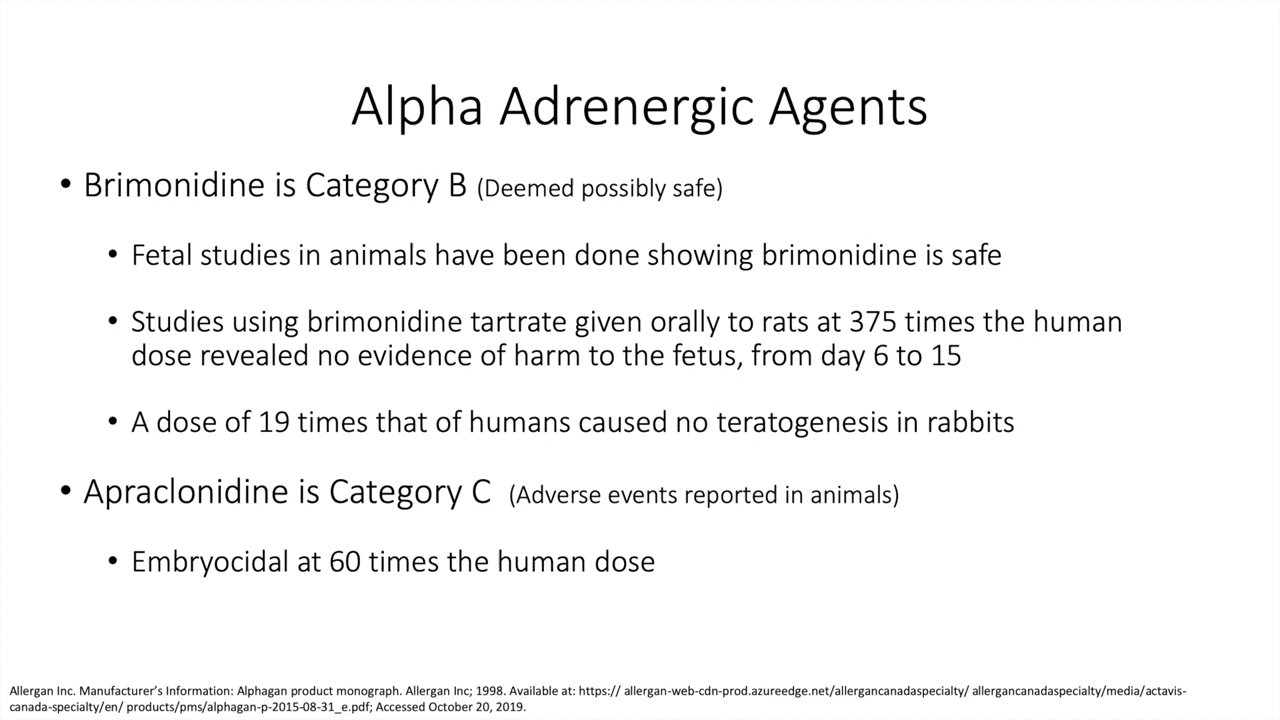 Alpha Adrenergic Agents
• Brimonidine is Category B (Deemed possibly safe)
• Fetal studies in animals have been done showing brimonidine is safe
• Studies using brimonidine tartrate given orally to rats at 375 times the human
dose revealed no evidence of harm to the fetus, from day 6 to 15
• A dose of 19 times that of humans caused no teratogenesis in rabbits
• Apraclonidine is Category C (Adverse events reported in animals)
• Embryocidal at 60 times the human dose
Allergan Inc. Manufacturer's Information: Alphagan product monograph. Allergan Inc; 1998. Available at: https:// allergan-web-cdn-prod.azureedge.net/allergancanadaspecialty/ allergancanadaspecialty/media/actavis-
canada-specialty/en/ products/pms/alphagan-p-2015-08-31_e.pdf; Accessed October 20, 2019.